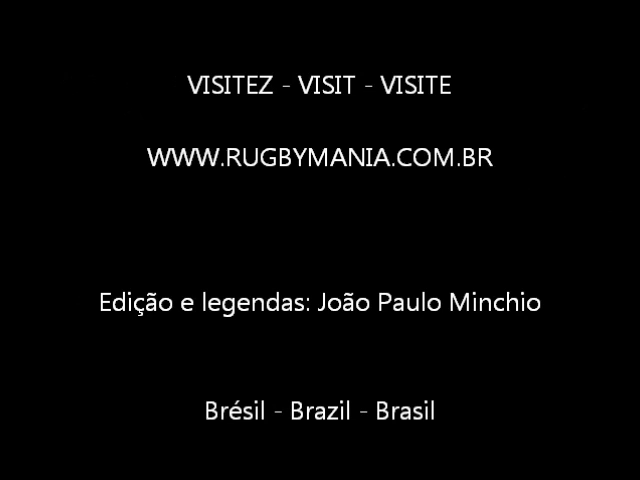 VISITEZ - VISIT - VISITE
WWW.RUGBYMANIA.COM.BR
Edição e legendas: João Paulo Minchio
Brésil - Brazil - Brasil